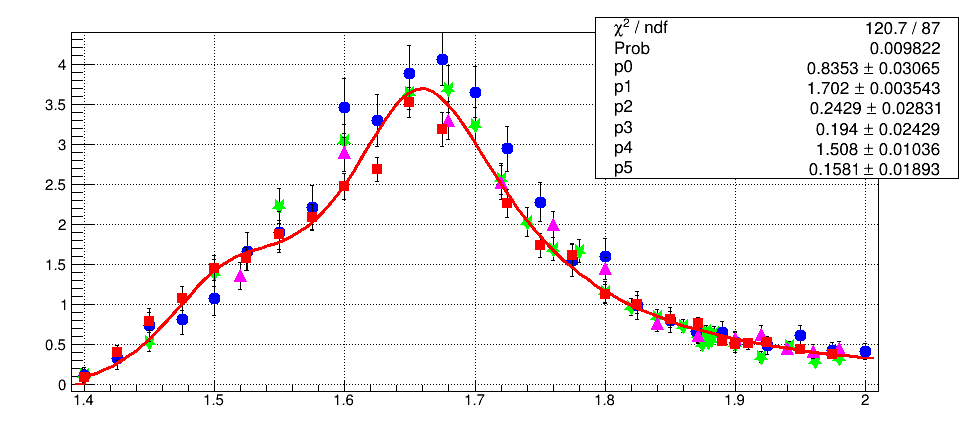 χ² / ndf 120.7 / 87
Prob 0.009822
p0 0.8353 ± 0.03065
p1 1.702 ± 0.003543
p2 0.2429 ± 0.02831
p3 0.194 ± 0.02429
p4 1.508 ± 0.01036
p5 0.1581 ± 0.01893
4
3.5
3
2.5
2
1.5
1
0.5
0
1.4 1.5 1.6 1.7 1.8 1.9 2